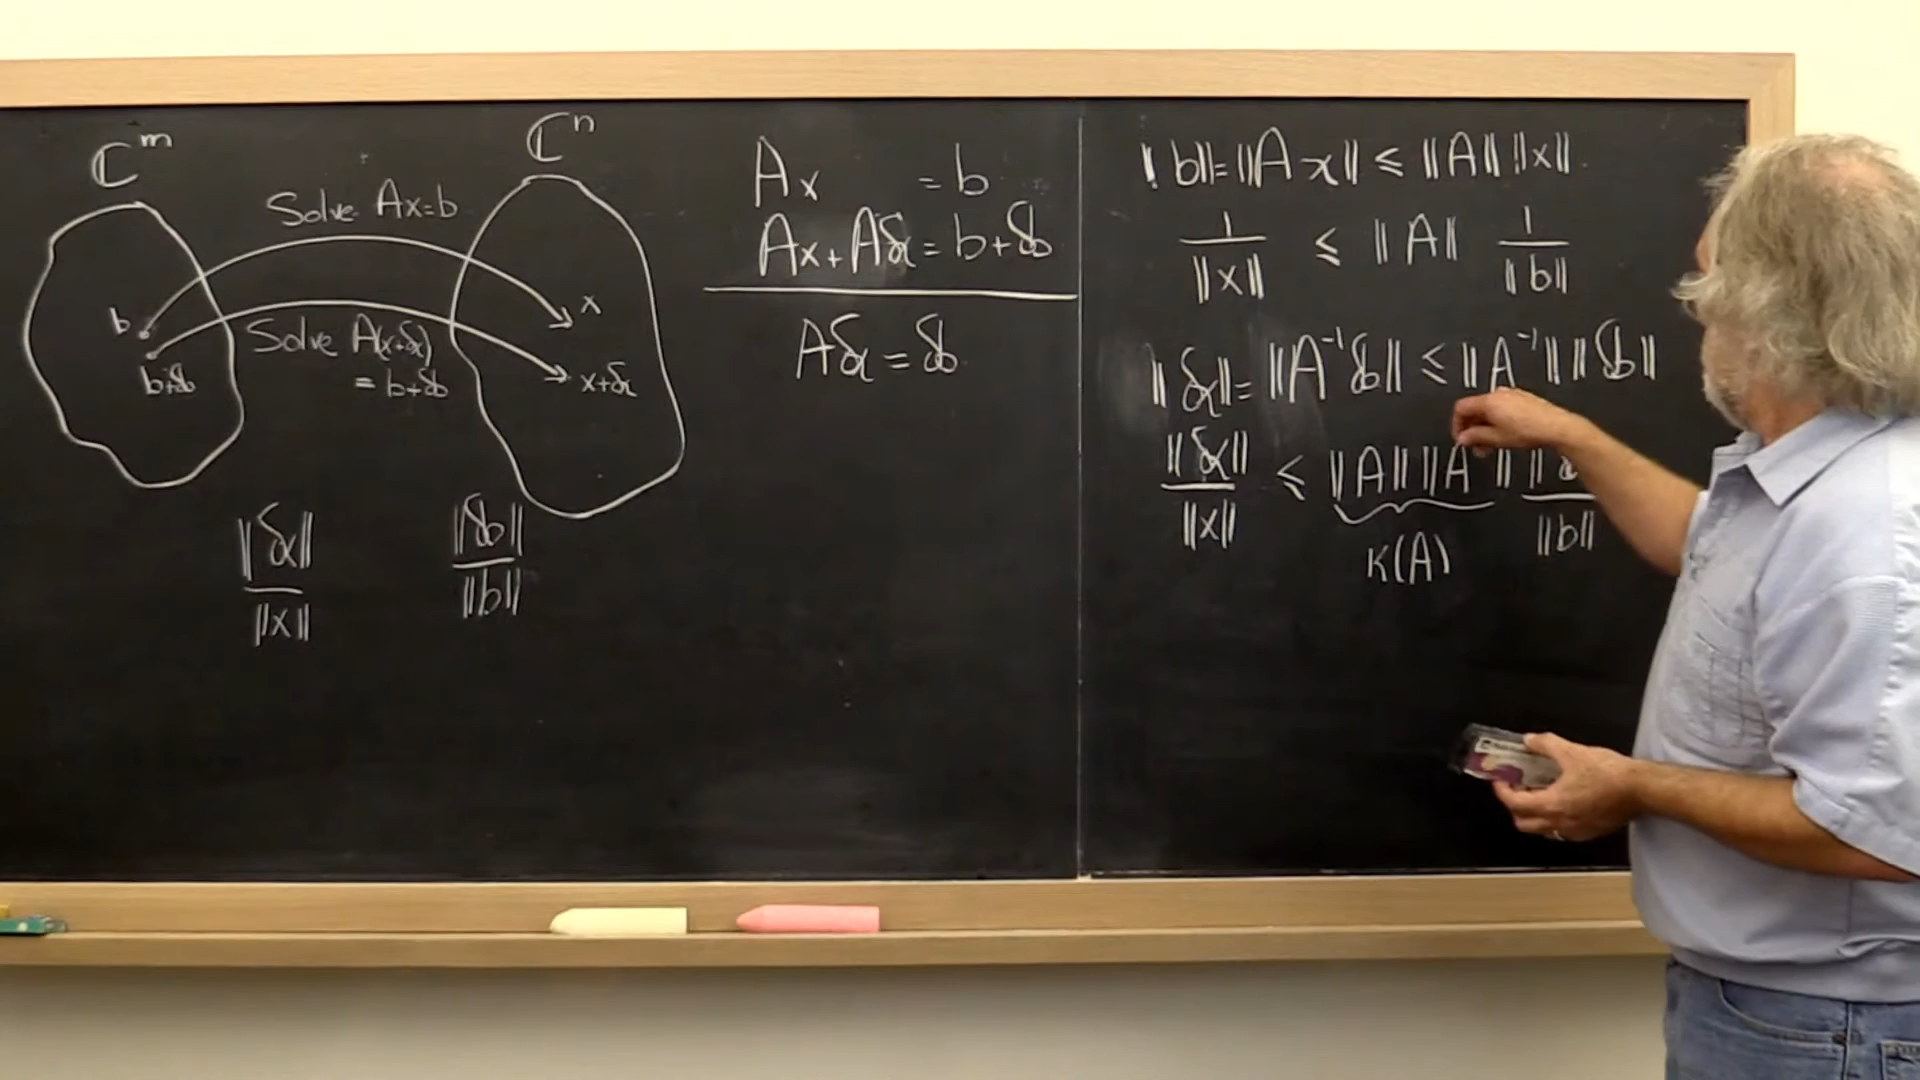 ℂᵐ
ℂⁿ
Solve Ax=b
b
x
Solve A(x+δx)
= b+δb
b+δb
x+δx
‖δx‖
‖x‖
‖δb‖
‖b‖
Ax = b
Ax+Aδx = b+δb
Aδx = δb
‖b‖=‖Ax‖ ≤ ‖A‖ ‖x‖.
1/‖x‖ ≤ ‖A‖ 1/‖b‖
‖δx‖=‖A⁻¹δb‖ ≤ ‖A⁻¹‖ ‖δb‖
‖δx‖/‖x‖ ≤ ‖A‖ ‖A ‖ /‖b‖
κ(A)